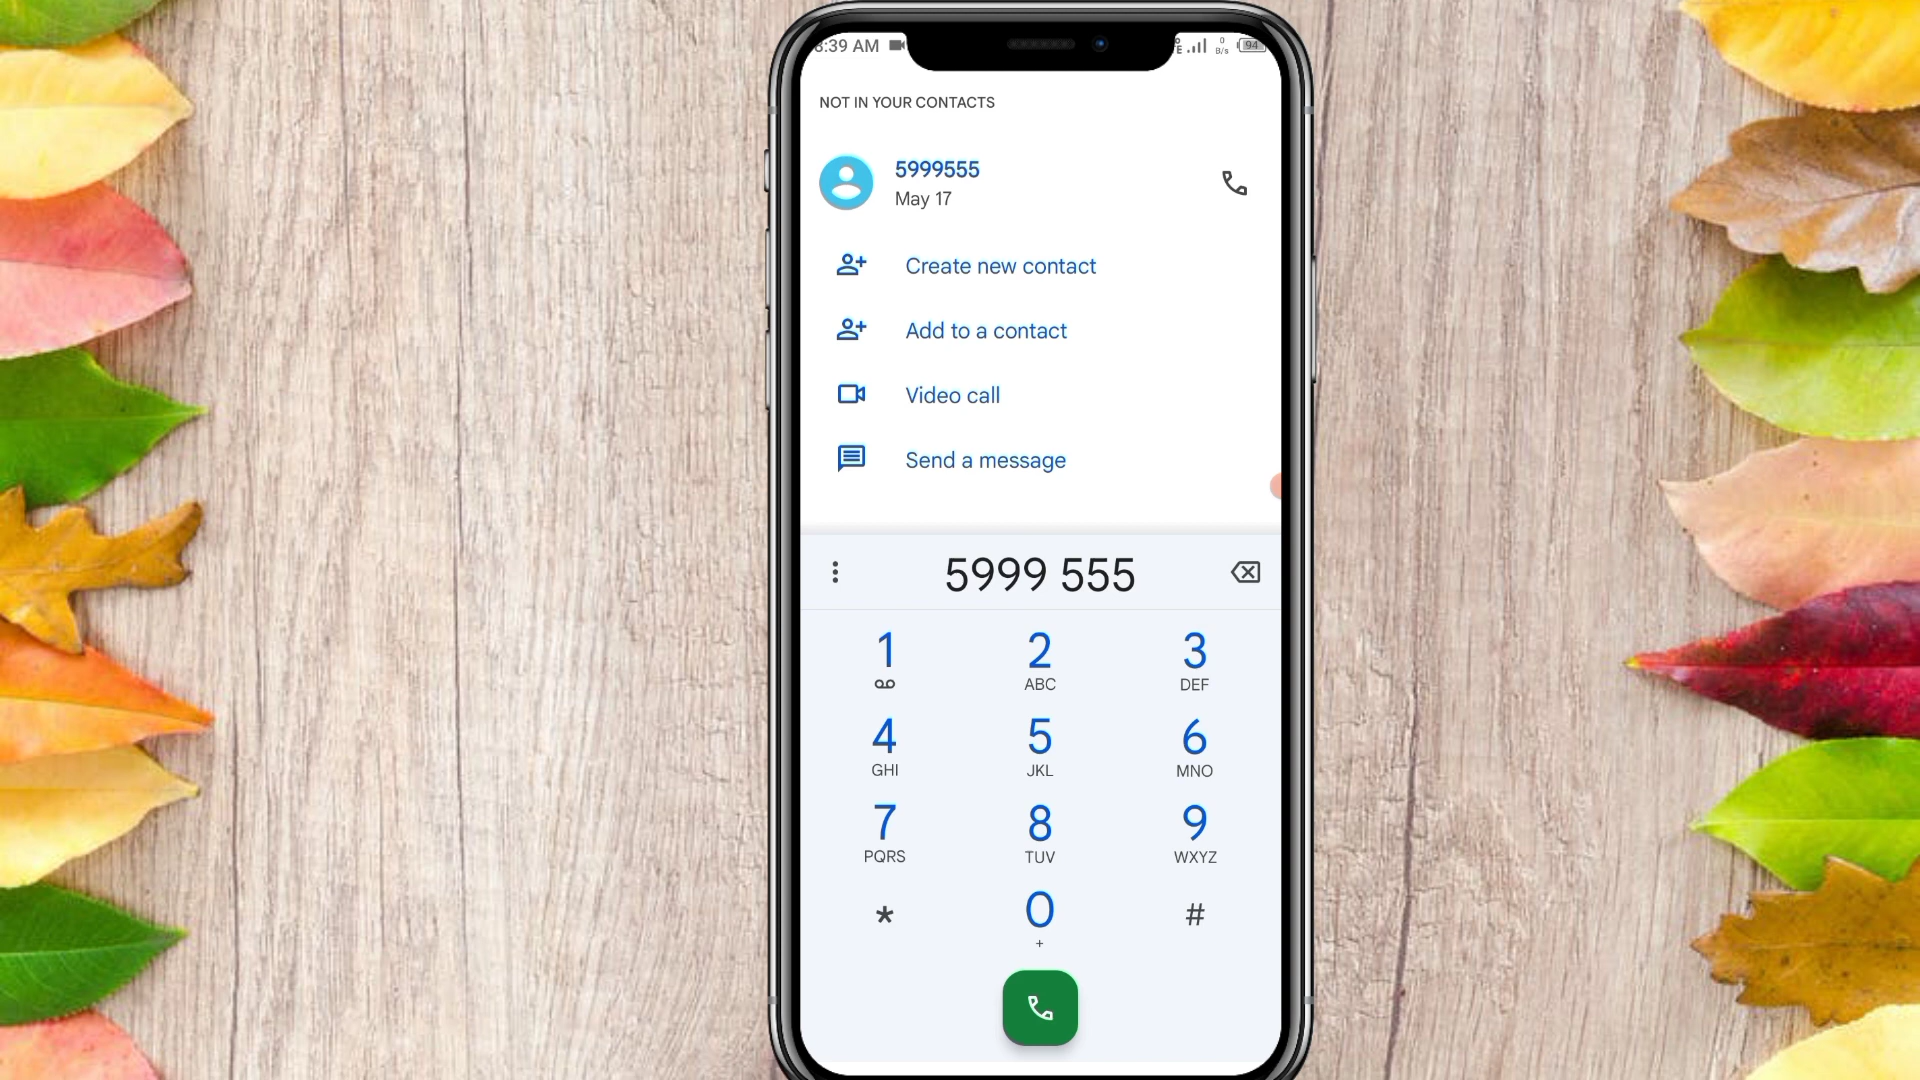 8:39 AM
0
B/s
94
NOT IN YOUR CONTACTS
5999555
May 17
Create new contact
Add to a contact
Video call
Send a message
5999 555
1 2 3
ABC DEF
4 5 6
GHI JKL MNO
7 8 9
PQRS TUV WXYZ
* 0 #
+